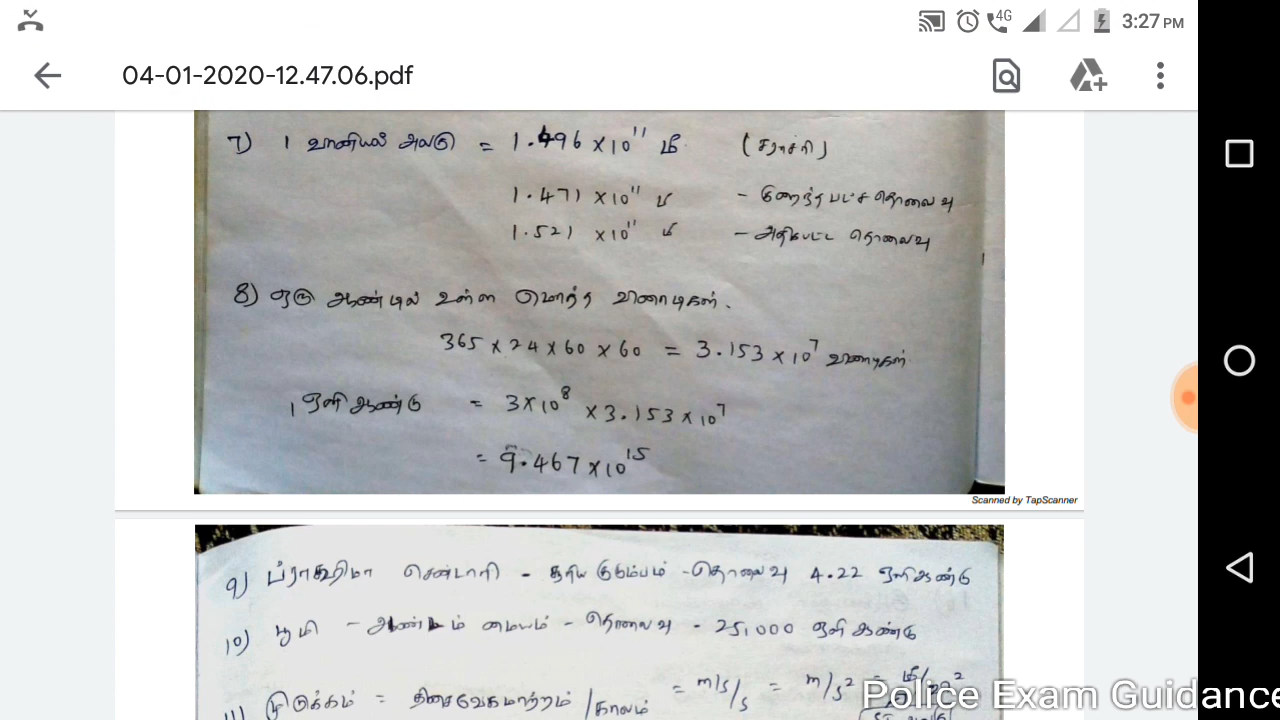 4G 3:27 PM
04-01-2020-12.47.06.pdf
7) 1 வானியல் அலகு = 1.496 × 10¹¹ மீ (சராசரி)
1.471 × 10¹¹ மீ - குறைந்தபட்ச தொலைவு
1.521 × 10¹¹ மீ - அதிகபட்ச தொலைவு
8) ஒரு ஆண்டில் உள்ள மொத்த வினாடிகள்.
365 × 24 × 60 × 60 = 3.153 × 10⁷ வினாடிகள்
1 ஒளி ஆண்டு = 3×10⁸ × 3.153 × 10⁷
= 9.467 × 10¹⁵
Scanned by TapScanner
9) ப்ராக்ஸிமா சென்டாரி - சூரிய குடும்பம் - தொலைவு 4.22 ஒளி ஆண்டு
10) பூமி - அண்டம் மையம் - தொலைவு - 25,000 ஒளி ஆண்டு
11) முடுக்கம் = திசைவேகமாற்றம் / காலம் = m/s/s = m/s² =
Police Exam Guidance